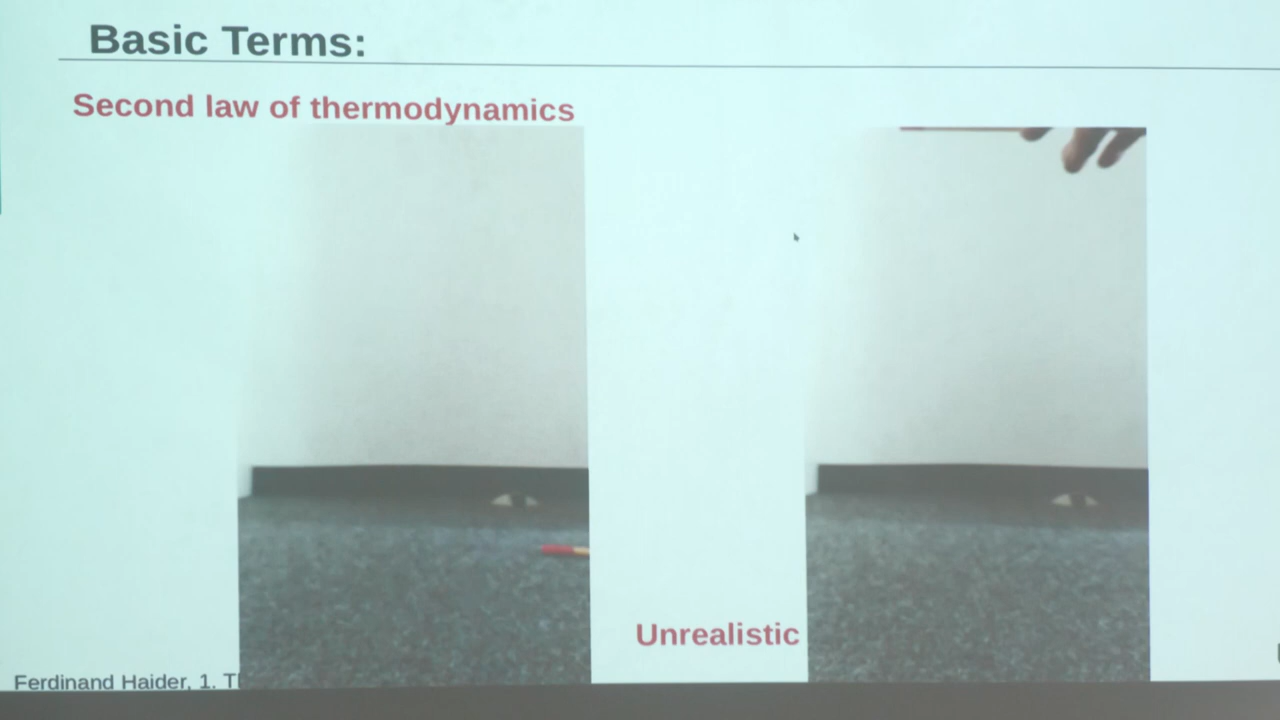 Basic Terms:
Second law of thermodynamics
Unrealistic
Ferdinand Haider, 1.